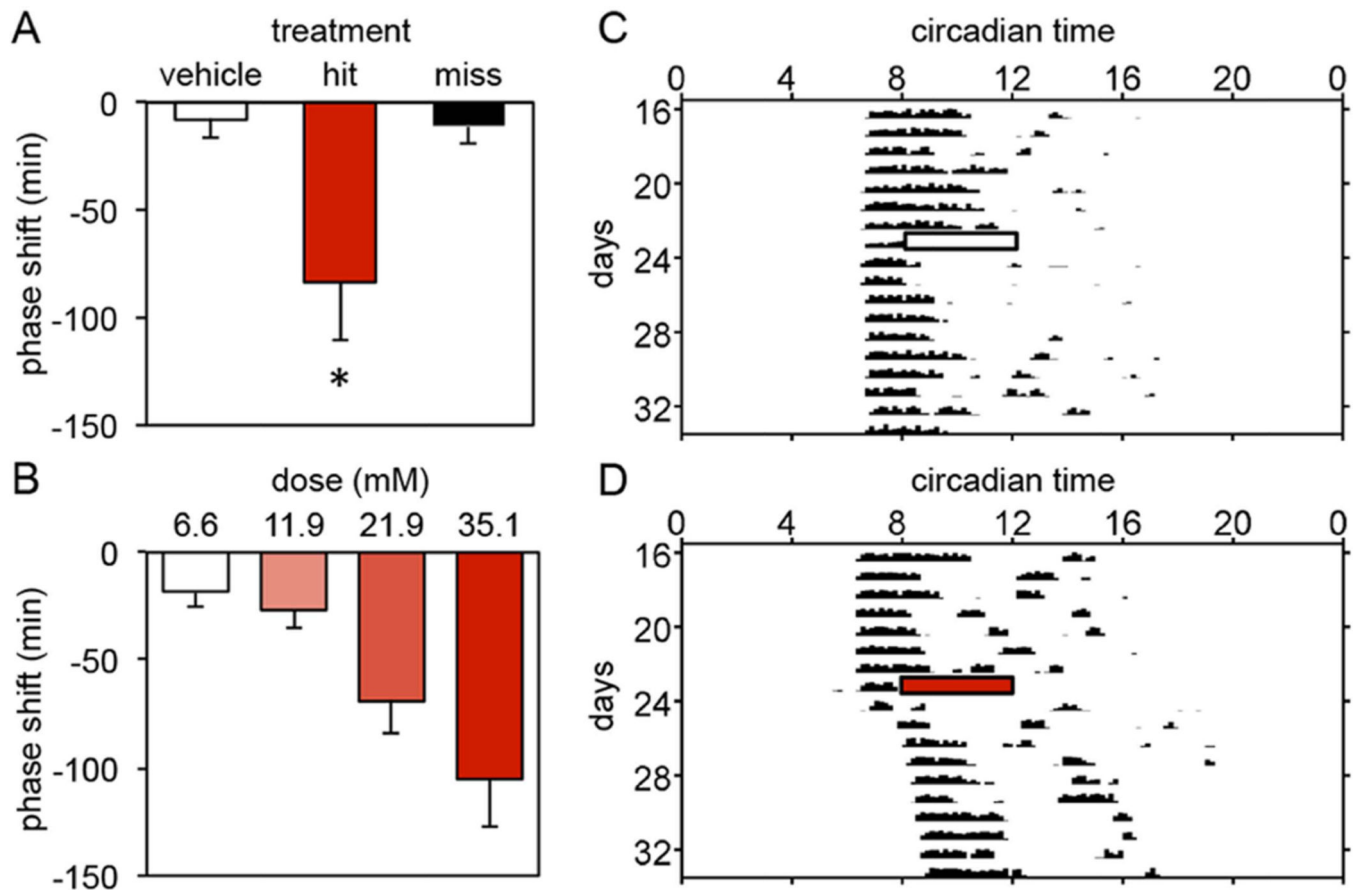 A
treatment
vehicle hit miss
0
-50
-100
-150
phase shift (min)
*
B
dose (mM)
6.6 11.9 21.9 35.1
0
-50
-100
-150
phase shift (min)
C
circadian time
0 4 8 12 16 20 0
16
20
24
28
32
days
D
circadian time
0 4 8 12 16 20 0
16
20
24
28
32
days